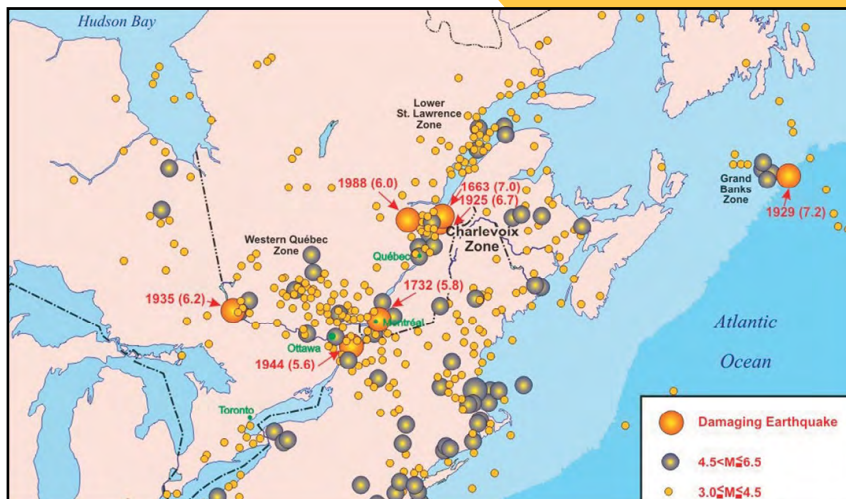 Hudson Bay
Lower
St. Lawrence
Zone
1988 (6.0)
1663 (7.0)
1925 (6.7)
Charlevoix
Zone
Grand
Banks
Zone
1929 (7.2)
Western Québec
Zone
Québec
1935 (6.2)
1732 (5.8)
Montréal
Ottawa
1944 (5.6)
Toronto
Atlantic
Ocean
Damaging Earthquake
4.5<M≦6.5
3.0≦M≦4.5